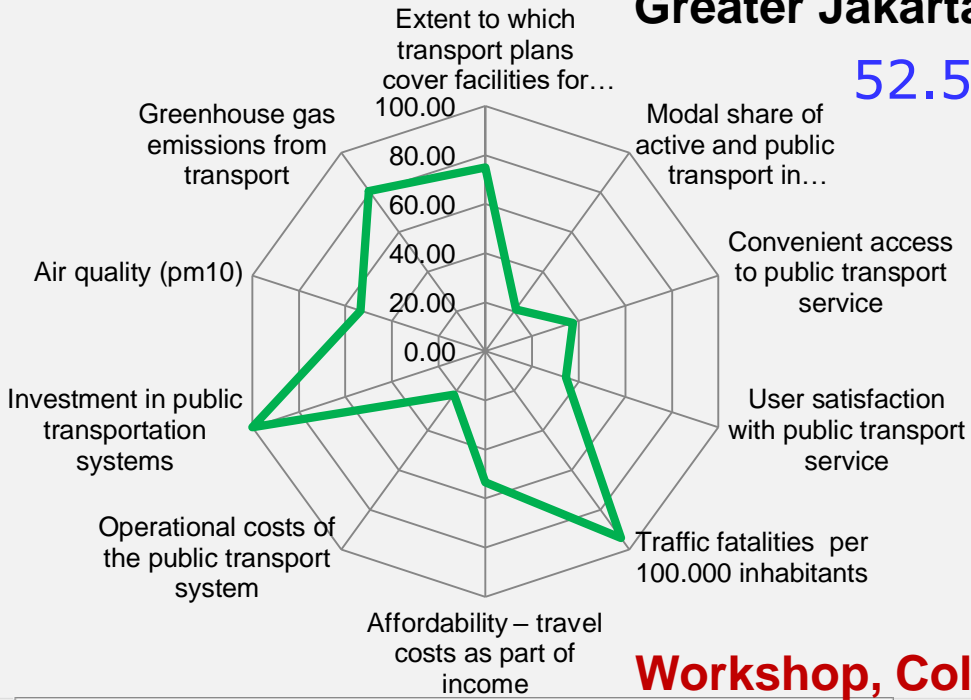 Greater Jakarta
52.5
Extent to which
transport plans
cover facilities for…
Modal share of
active and public
transport in…
Convenient access
to public transport
service
User satisfaction
with public transport
service
Traffic fatalities per
100.000 inhabitants
Affordability – travel
costs as part of
income
Operational costs of
the public transport
system
Investment in public
transportation
systems
Air quality (pm10)
Greenhouse gas
emissions from
transport
100.00
80.00
60.00
40.00
20.00
0.00
Workshop, Col